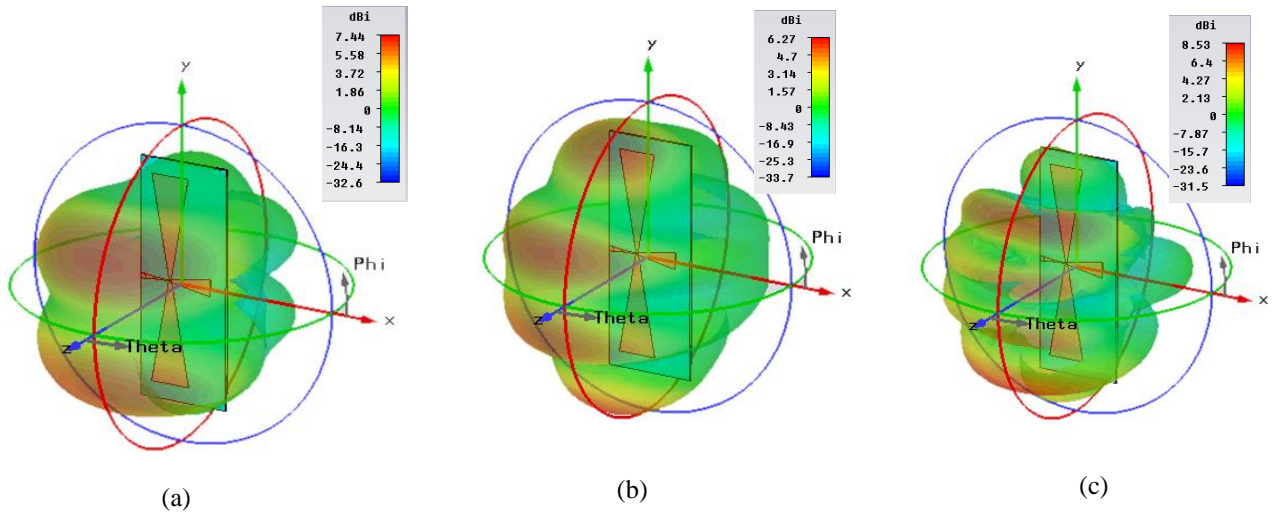 dBi
7.44
5.58
3.72
1.86
0
-8.14
-16.3
-24.4
-32.6
y
Phi
x
z
Theta
(a)
dBi
6.27
4.7
3.14
1.57
0
-8.43
-16.9
-25.3
-33.7
y
Phi
x
z
Theta
(b)
dBi
8.53
6.4
4.27
2.13
0
-7.87
-15.7
-23.6
-31.5
y
Phi
x
z
Theta
(c)